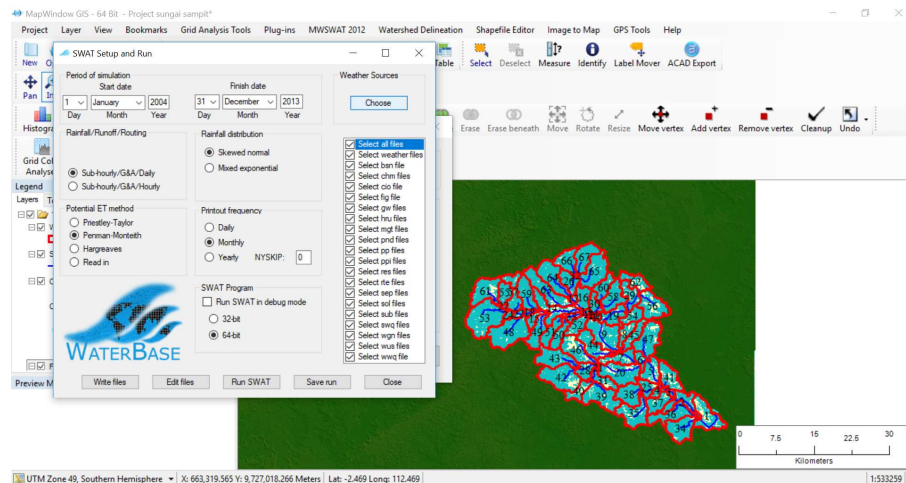 MapWindow GIS - 64 Bit - Project sungai sampit*
Project Layer View Bookmarks Grid Analysis Tools Plug-ins MWSWAT 2012 Watershed Delineation Shapefile Editor Image to Map GPS Tools Help
New
Table Select Deselect Measure Identify Label Mover ACAD Export
Pan
Histogra
Erase Erase beneath Move Rotate Resize Move vertex Add vertex Remove vertex Cleanup Undo
Grid Col
Analyse
Legend
Layers
Preview M
SWAT Setup and Run
Period of simulation
Start date
Finish date
1 January 2004
31 December 2013
Day Month Year
Day Month Year
Weather Sources
Choose
Rainfall/Runoff/Routing
Sub-hourly/G&A/Daily
Sub-hourly/G&A/Hourly
Rainfall distribution
Skewed normal
Mixed exponential
Potential ET method
Priestley-Taylor
Penman-Monteith
Hargreaves
Read in
Printout frequency
Daily
Monthly
Yearly NYSKIP: 0
SWAT Program
Run SWAT in debug mode
32-bit
64-bit
Select all files
Select weather files
Select bsn file
Select chm files
Select cio file
Select fig file
Select gw files
Select hru files
Select mgt files
Select pnd files
Select pp files
Select ppi files
Select res files
Select rte files
Select sep files
Select sol files
Select sub files
Select swq files
Select wgn files
Select wus files
Select wwq file
WATERBASE
Write files Edit files Run SWAT Save run Close
0 7.5 15 22.5 30
Kilometers
UTM Zone 49, Southern Hemisphere X: 663,319.565 Y: 9,727,018.266 Meters Lat: -2.469 Long: 112.469 1:533259